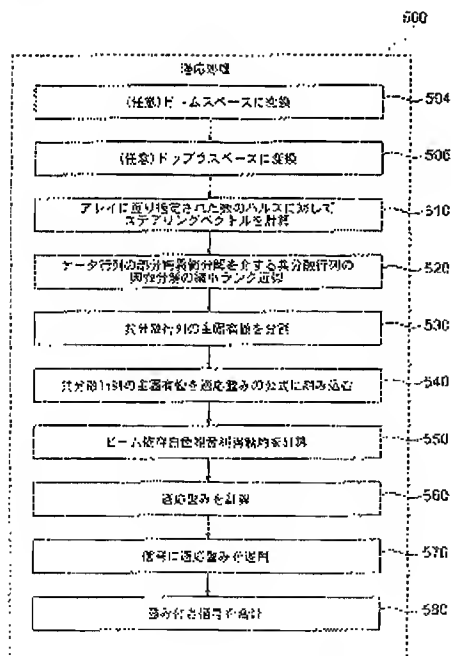 500
適応処理
(任意)ビームスペースに変換
504
(任意)ドップラスペースに変換
506
アレイに亘り指定された数のパルスに対して
ステアリングベクトルを計算
510
データ行列の部分特異値分解を介する共分散行列の
固有分解の縮小ランク近似
520
共分散行列の主固有値を分割
530
共分散行列の主固有値を適応重みの公式に組み込む
540
ビーム依存白色雑音利得制約を計算
550
適応重みを計算
560
信号に適応重みを適用
570
重み付き信号を合計
580